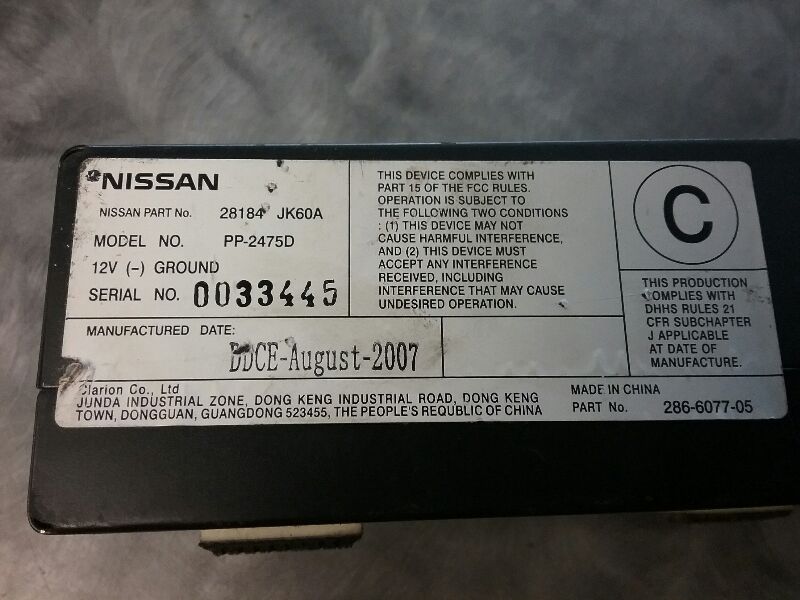 NISSAN
NISSAN PART No. 28184 JK60A
MODEL NO. PP-2475D
12V (-) GROUND
SERIAL NO. 0033445
THIS DEVICE COMPLIES WITH
PART 15 OF THE FCC RULES.
OPERATION IS SUBJECT TO
THE FOLLOWING TWO CONDITIONS
: (1) THIS DEVICE MAY NOT
CAUSE HARMFUL INTERFERENCE,
AND (2) THIS DEVICE MUST
ACCEPT ANY INTERFERENCE
RECEIVED, INCLUDING
INTERFERENCE THAT MAY CAUSE
UNDESIRED OPERATION.
C
THIS PRODUCTION
COMPLIES WITH
DHHS RULES 21
CFR SUBCHAPTER
J APPLICABLE
AT DATE OF
MANUFACTURE.
MANUFACTURED DATE:
DDCE-August-2007
Clarion Co., Ltd
JUNDA INDUSTRIAL ZONE, DONG KENG INDUSTRIAL ROAD, DONG KENG
TOWN, DONGGUAN, GUANGDONG 523455, THE PEOPLE'S REQUBLIC OF CHINA
MADE IN CHINA
PART No. 286-6077-05